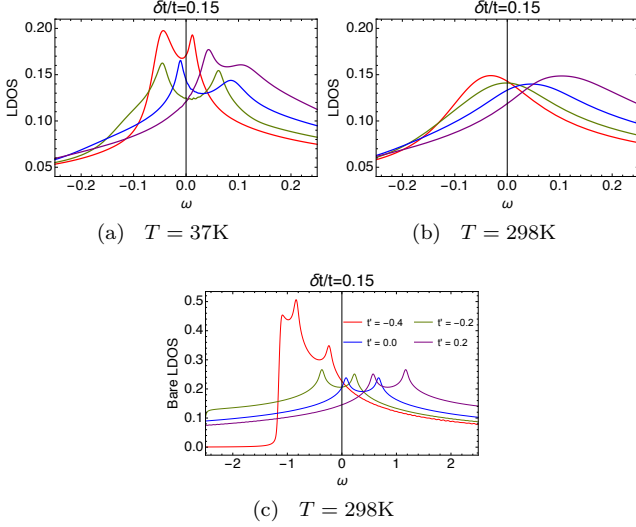 δt/t=0.15
δt/t=0.15
LDOS
0.20
0.15
0.10
0.05
-0.2 -0.1 0.0 0.1 0.2
ω
LDOS
0.20
0.15
0.10
0.05
-0.2 -0.1 0.0 0.1 0.2
ω
(a) T = 37K
(b) T = 298K
δt/t=0.15
Bare LDOS
0.5
0.4
0.3
0.2
0.1
0.0
t' = -0.4 t' = -0.2
t' = 0.0 t' = 0.2
-2 -1 0 1 2
ω
(c) T = 298K